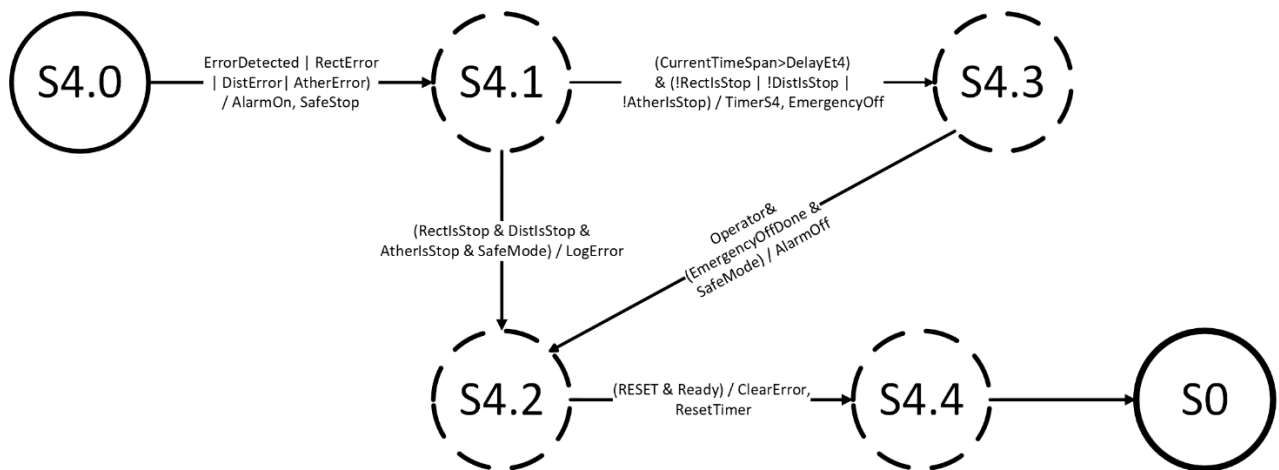 S4.0
ErrorDetected | RectError
| DistError| AtherError)
/ AlarmOn, SafeStop
S4.1
(CurrentTimeSpan>DelayEt4)
& (!RectIsStop | !DistIsStop |
!AtherIsStop) / TimerS4, EmergencyOff
S4.3
(RectIsStop & DistIsStop &
AtherIsStop & SafeMode) / LogError
Operator&
(EmergencyOffDone &
SafeMode) / AlarmOff
S4.2
(RESET & Ready) / ClearError,
ResetTimer
S4.4
S0